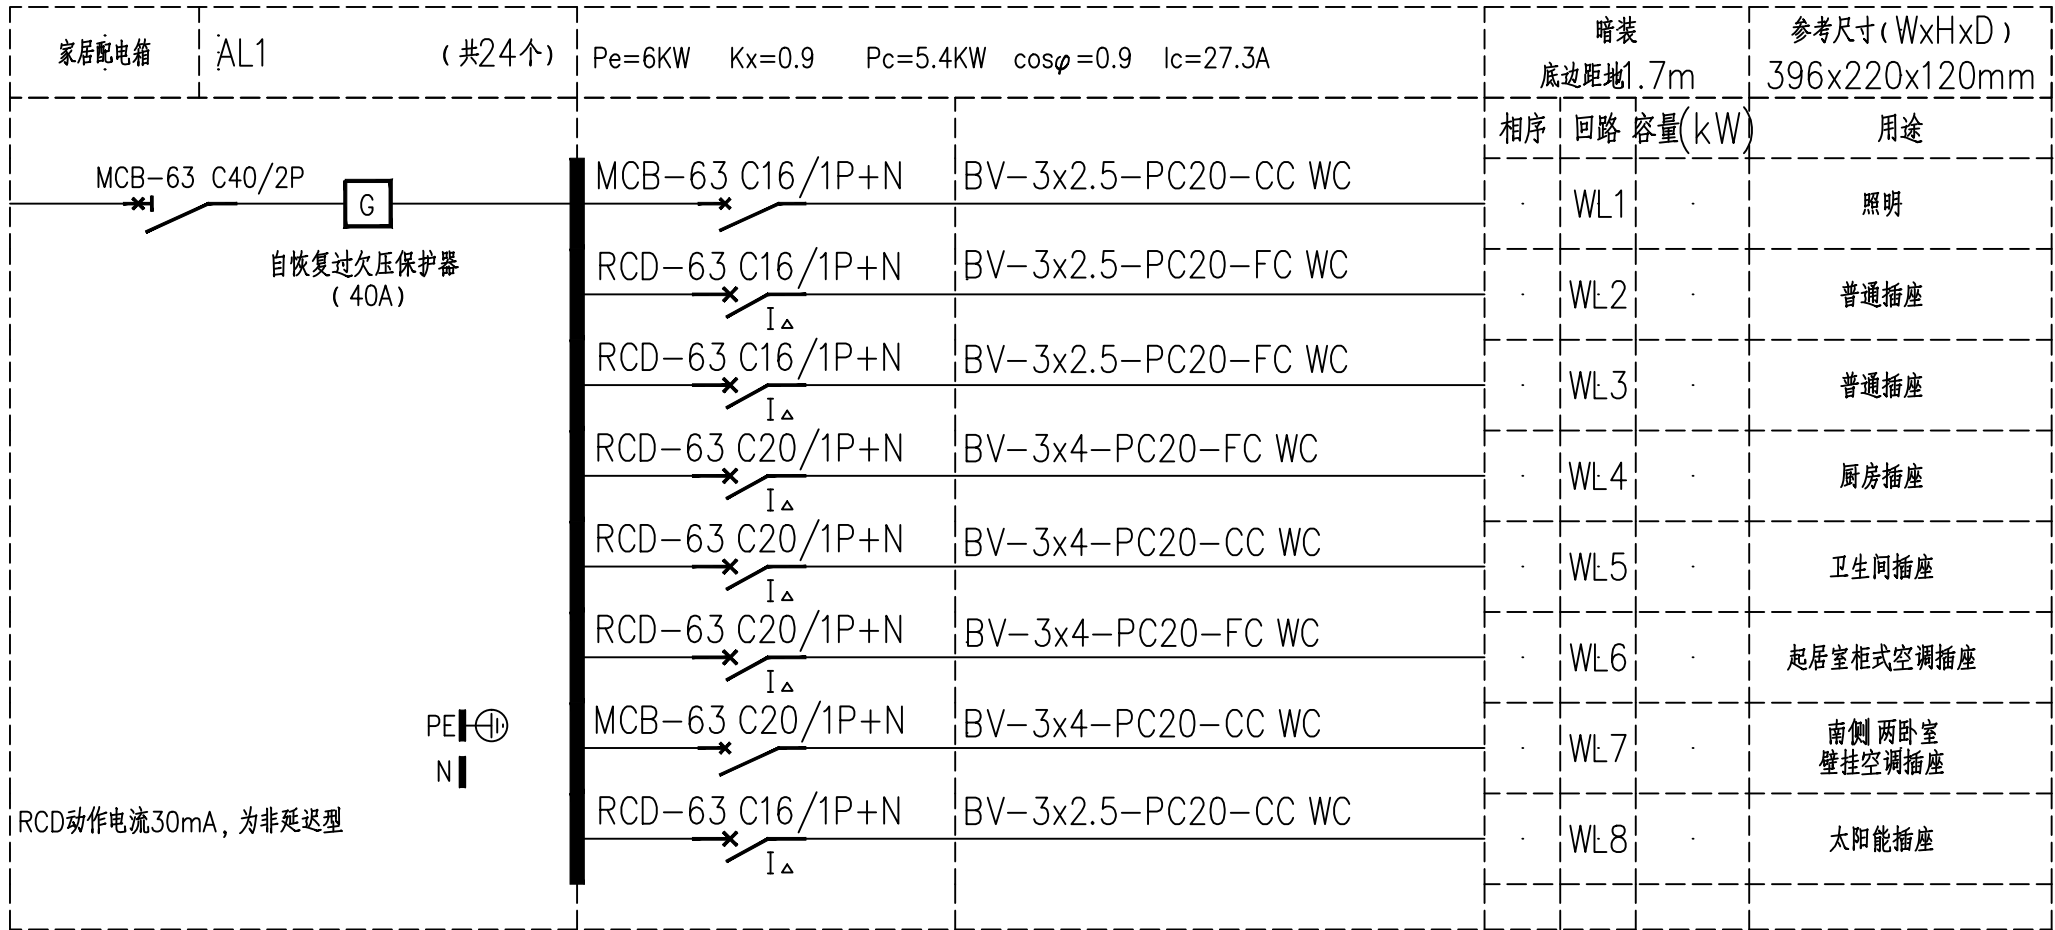 家居配电箱
AL1
(共24个)
Pe=6KW Kx=0.9 Pc=5.4KW cosφ=0.9 Ic=27.3A
暗装
底边距地1.7m
参考尺寸(WxHxD)
396x220x120mm
相序 回路 容量(kW) 用途
MCB-63 C40/2P
G
自恢复过欠压保护器
(40A)
MCB-63 C16/1P+N BV-3x2.5-PC20-CC WC WL1 照明
RCD-63 C16/1P+N BV-3x2.5-PC20-FC WC WL2 普通插座
I△
RCD-63 C16/1P+N BV-3x2.5-PC20-FC WC WL3 普通插座
I△
RCD-63 C20/1P+N BV-3x4-PC20-FC WC WL4 厨房插座
I△
RCD-63 C20/1P+N BV-3x4-PC20-CC WC WL5 卫生间插座
I△
RCD-63 C20/1P+N BV-3x4-PC20-FC WC WL6 起居室柜式空调插座
I△
MCB-63 C20/1P+N BV-3x4-PC20-CC WC WL7 南侧两卧室
壁挂空调插座
PE
N
RCD-63 C16/1P+N BV-3x2.5-PC20-CC WC WL8 太阳能插座
I△
RCD动作电流30mA,为非延迟型